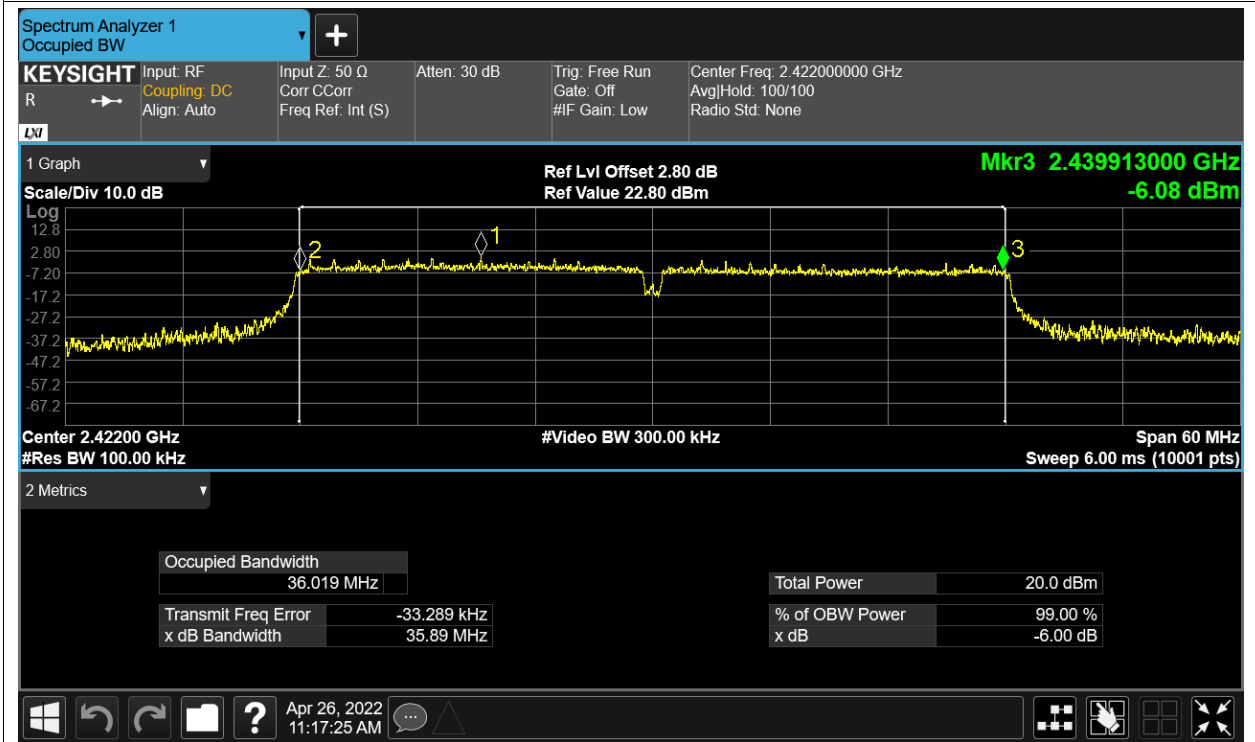 Spectrum Analyzer 1
Occupied BW
KEYSIGHT
R
LXI
Input: RF
Coupling: DC
Align: Auto
Input Z: 50 Ω
Corr CCorr
Freq Ref: Int (S)
Atten: 30 dB
Trig: Free Run
Gate: Off
#IF Gain: Low
Center Freq: 2.422000000 GHz
Avg|Hold: 100/100
Radio Std: None
1 Graph
Scale/Div 10.0 dB
Ref Lvl Offset 2.80 dB
Ref Value 22.80 dBm
Mkr3 2.439913000 GHz
-6.08 dBm
Log
12.8
2.80
-7.20
-17.2
-27.2
-37.2
-47.2
-57.2
-67.2
2
1
3
Center 2.42200 GHz
#Res BW 100.00 kHz
#Video BW 300.00 kHz
Span 60 MHz
Sweep 6.00 ms (10001 pts)
2 Metrics
Occupied Bandwidth
36.019 MHz
Transmit Freq Error -33.289 kHz
x dB Bandwidth 35.89 MHz
Total Power 20.0 dBm
% of OBW Power 99.00 %
x dB -6.00 dB
?
Apr 26, 2022
11:17:25 AM